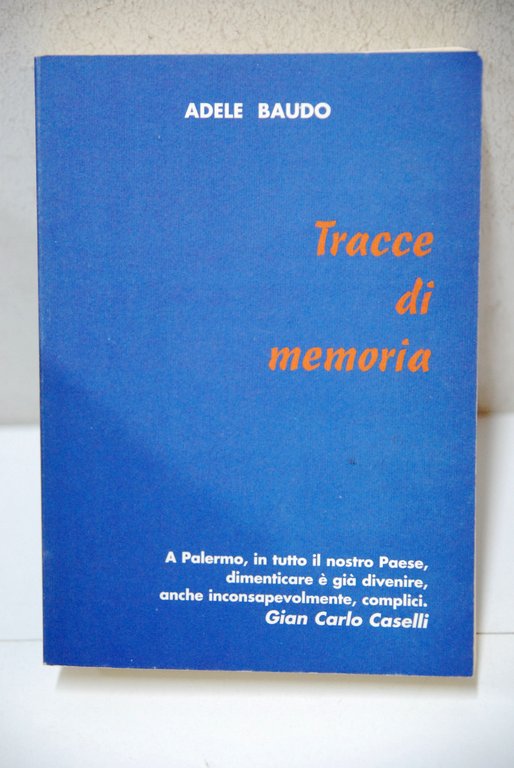 ADELE BAUDO
Tracce
di
memoria
A Palermo, in tutto il nostro Paese,
dimenticare è già divenire,
anche inconsapevolmente, complici.
Gian Carlo Caselli